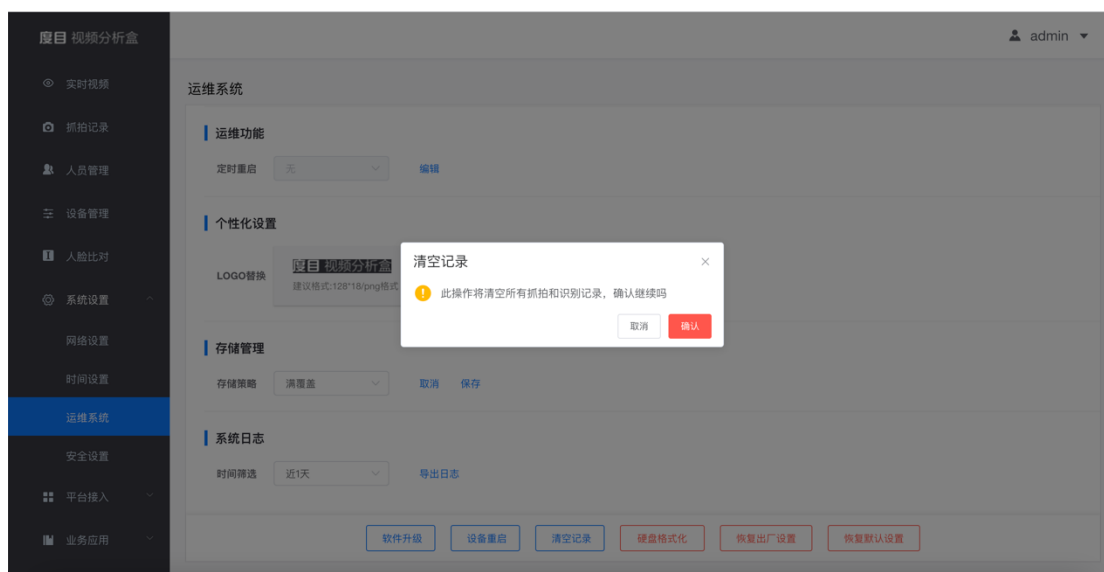 度目 视频分析盒
admin
实时视频
抓拍记录
人员管理
设备管理
人脸比对
系统设置
网络设置
时间设置
运维系统
安全设置
平台接入
业务应用
运维系统
运维功能
定时重启 无 编辑
个性化设置
LOGO替换 度目 视频分析盒
建议格式:128*18/png格式
清空记录
此操作将清空所有抓拍和识别记录，确认继续吗
取消 确认
存储管理
存储策略 满覆盖 取消 保存
系统日志
时间筛选 近1天 导出日志
软件升级 设备重启 清空记录 硬盘格式化 恢复出厂设置 恢复默认设置